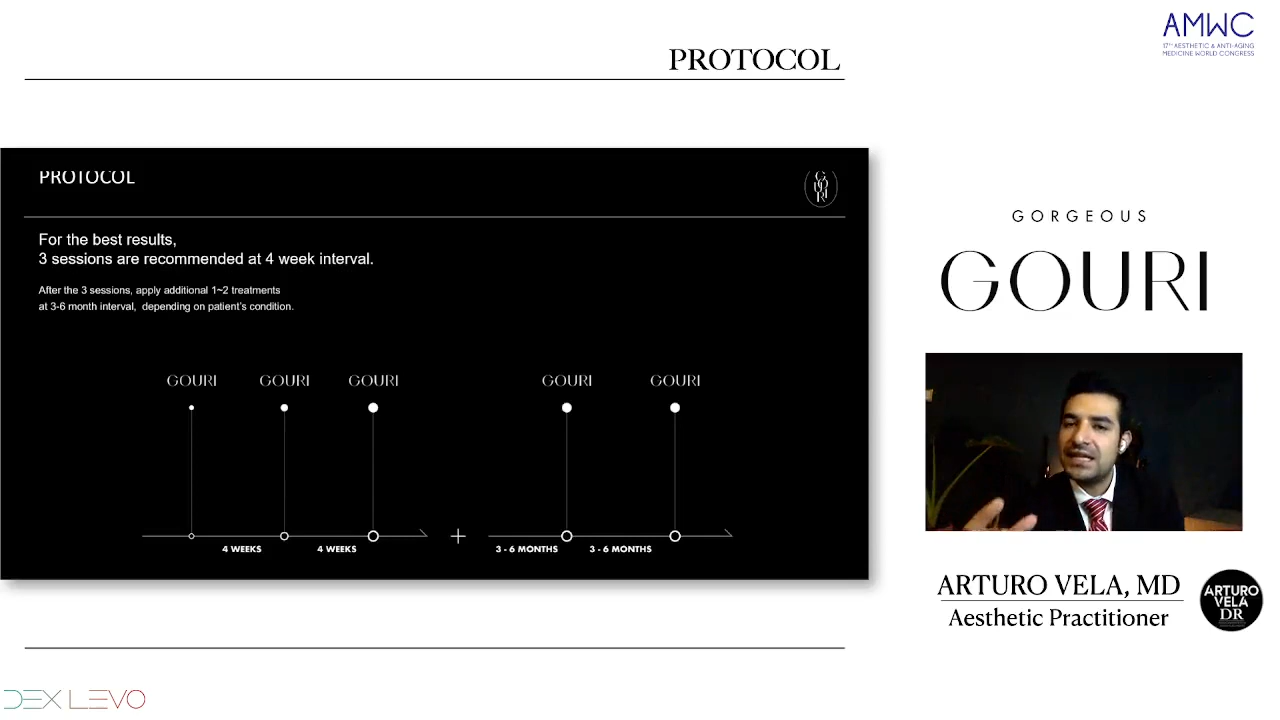 AMWC
17TH AESTHETIC & ANTI-AGING
MEDICINE WORLD CONGRESS
PROTOCOL
PROTOCOL
GOURI
For the best results,
3 sessions are recommended at 4 week interval.
After the 3 sessions, apply additional 1~2 treatments
at 3-6 month interval, depending on patient's condition.
GOURI GOURI GOURI GOURI GOURI
+
4 WEEKS 4 WEEKS 3 - 6 MONTHS 3 - 6 MONTHS
GORGEOUS
GOURI
ARTURO VELA, MD
Aesthetic Practitioner
ARTURO
VELA
DR
DEXLEVO